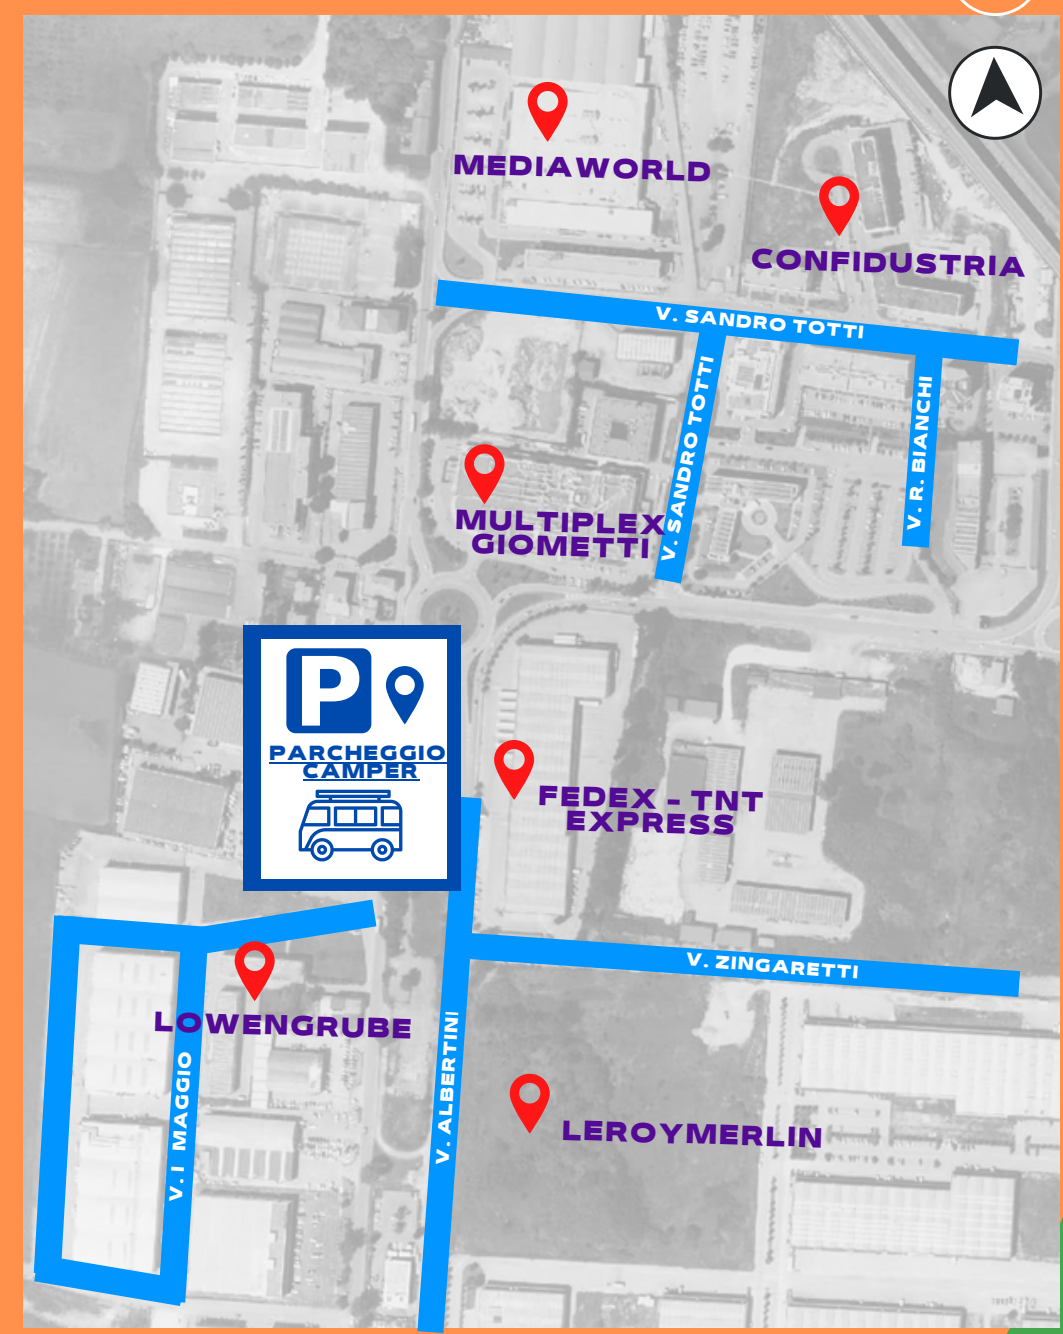 MEDIAWORLD
CONFIDUSTRIA
V. SANDRO TOTTI
V. SANDRO TOTTI
V. R. BIANCHI
MULTIPLEX
GIOMETTI
P
PARCHEGGIO
CAMPER
FEDEX - TNT
EXPRESS
V. ZINGARETTI
LOWENGRUBE
V. I MAGGIO
V. ALBERTINI
LEROYMERLIN